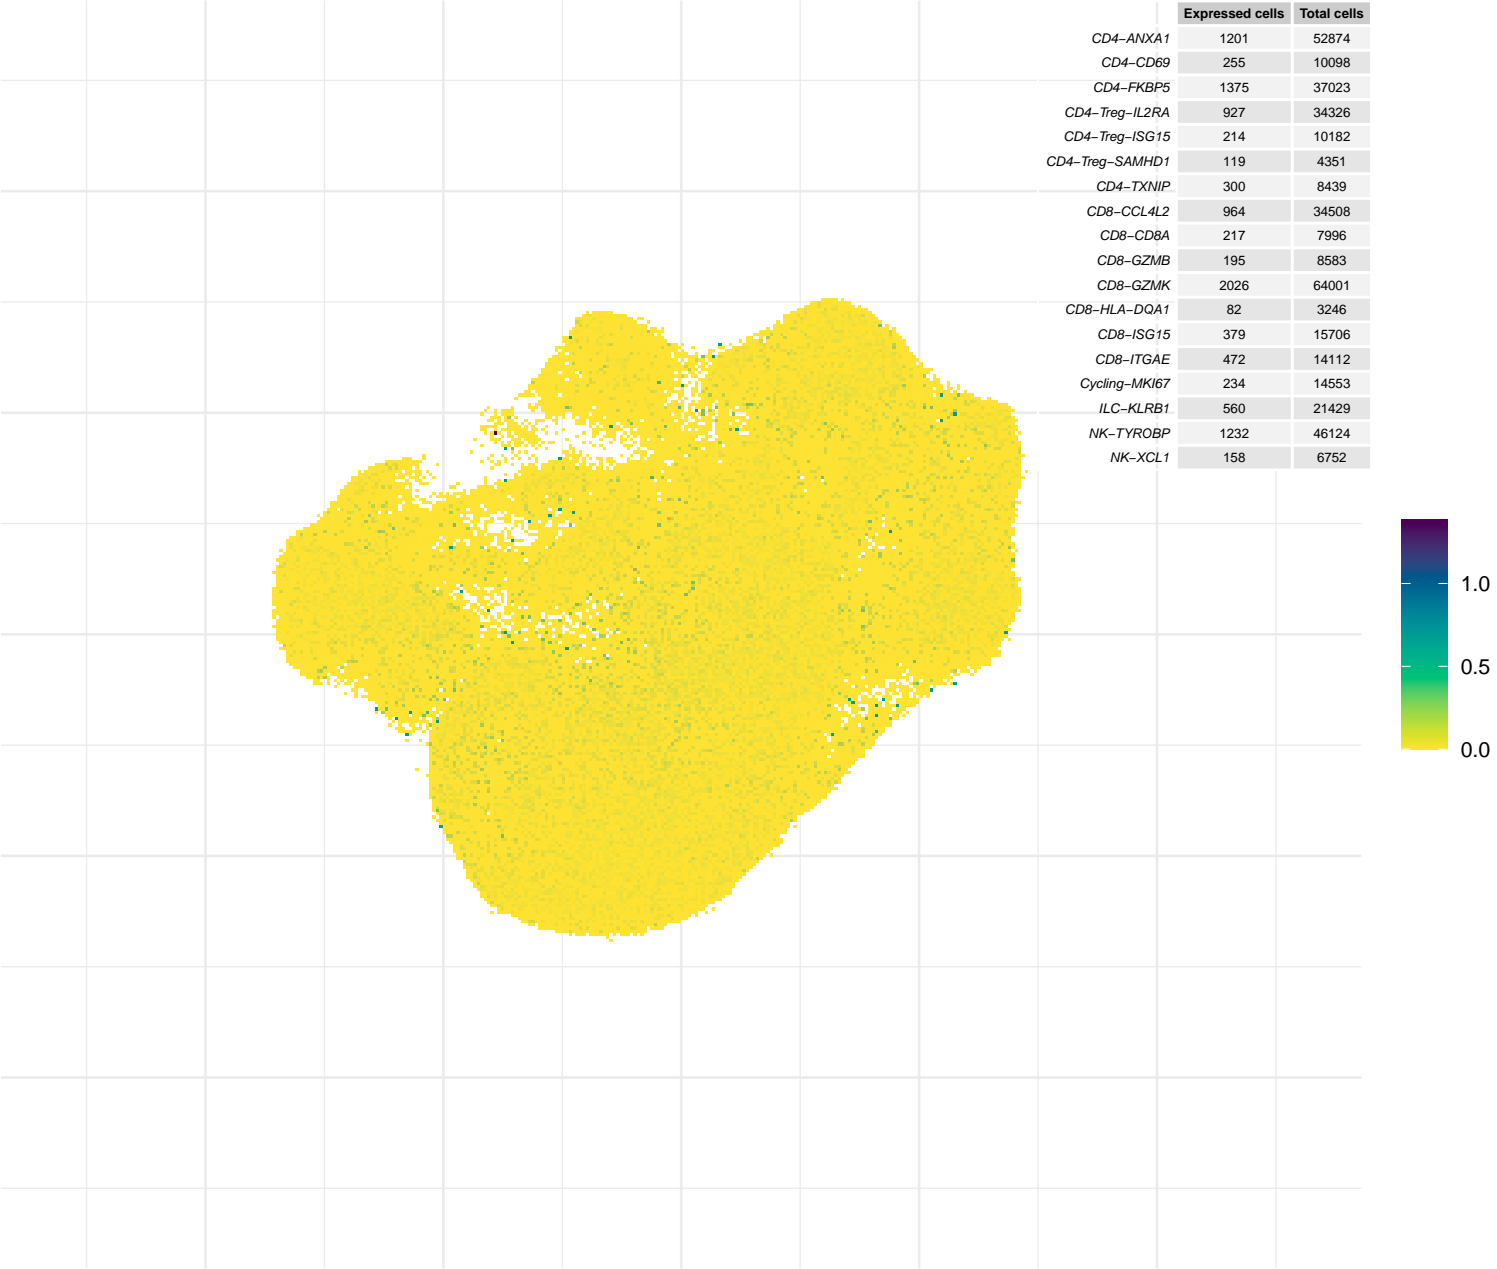 Expressed cells Total cells
CD4−ANXA1 1201 52874
CD4−CD69 255 10098
CD4−FKBP5 1375 37023
CD4−Treg−IL2RA 927 34326
CD4−Treg−ISG15 214 10182
CD4−Treg−SAMHD1 119 4351
CD4−TXNIP 300 8439
CD8−CCL4L2 964 34508
CD8−CD8A 217 7996
CD8−GZMB 195 8583
CD8−GZMK 2026 64001
CD8−HLA−DQA1 82 3246
CD8−ISG15 379 15706
CD8−ITGAE 472 14112
Cycling−MKI67 234 14553
ILC−KLRB1 560 21429
NK−TYROBP 1232 46124
NK−XCL1 158 6752
1.0
0.5
0.0